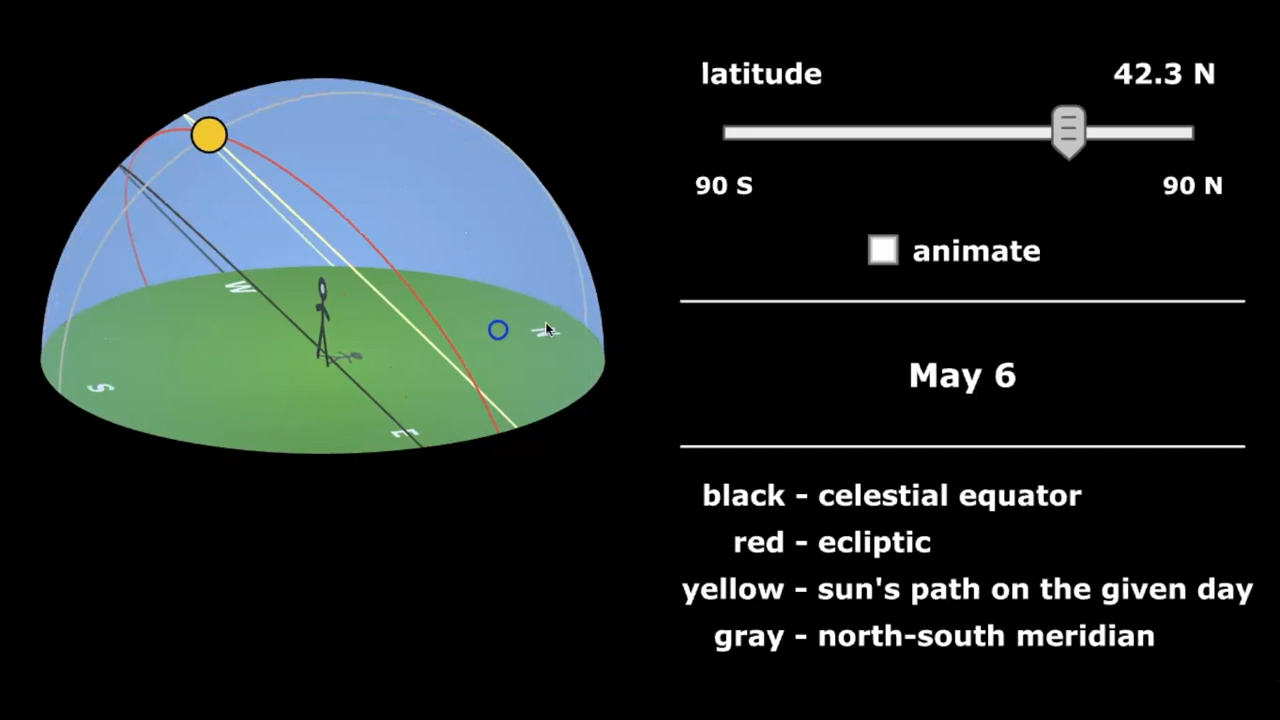 latitude 42.3 N
90 S 90 N
animate
May 6
W
N
S
E
black - celestial equator
red - ecliptic
yellow - sun's path on the given day
gray - north-south meridian